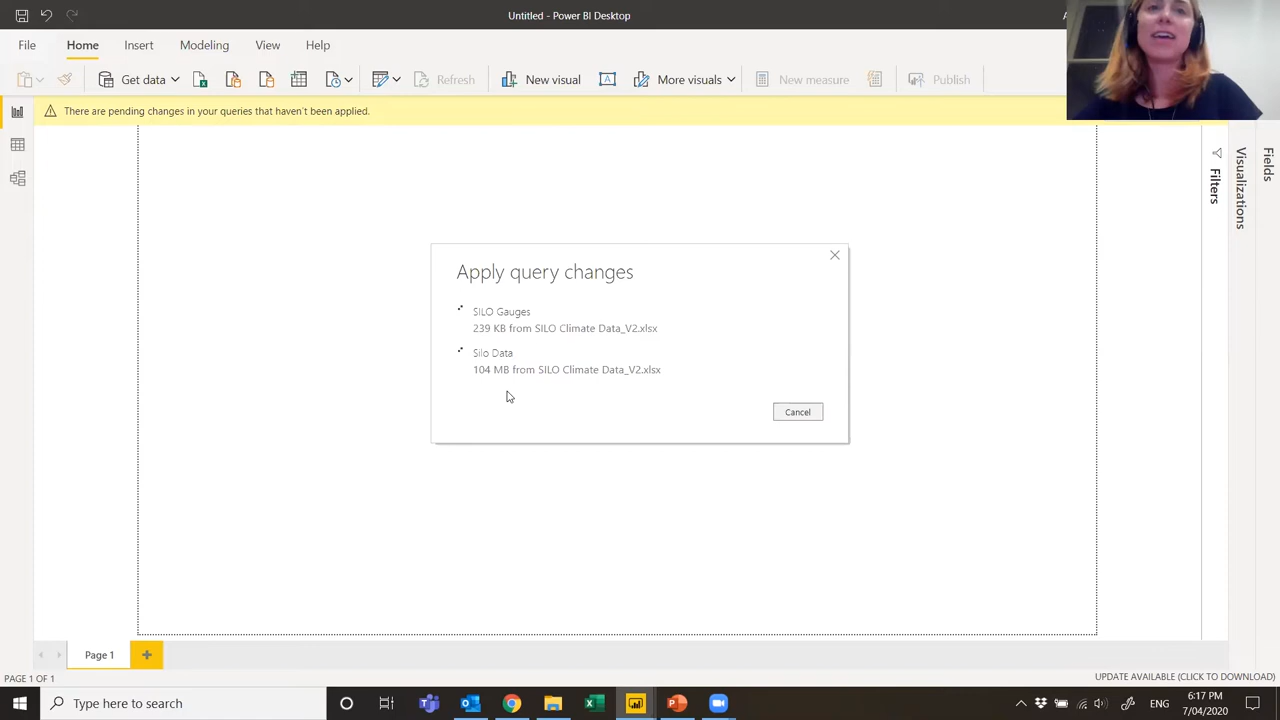 Untitled - Power BI Desktop
File Home Insert Modeling View Help
Get data Refresh New visual More visuals New measure Publish
There are pending changes in your queries that haven't been applied.
Filters
Visualizations
Fields
Apply query changes
SILO Gauges
239 KB from SILO Climate Data_V2.xlsx
Silo Data
104 MB from SILO Climate Data_V2.xlsx
Cancel
Page 1
PAGE 1 OF 1
UPDATE AVAILABLE (CLICK TO DOWNLOAD)
Type here to search
ENG
6:17 PM
7/04/2020